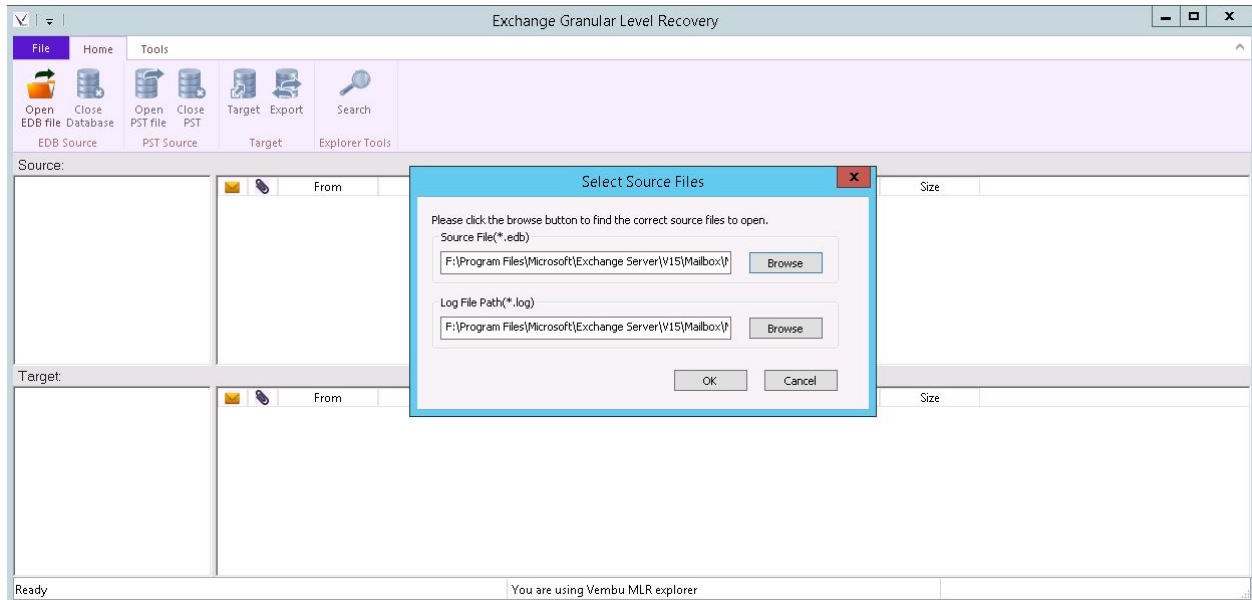 Exchange Granular Level Recovery
File Home Tools
Open EDB file Close Database Open PST file Close PST Target Export Search
EDB Source PST Source Target Explorer Tools
Source:
From Size
Select Source Files
Please click the browse button to find the correct source files to open.
Source File(*.edb)
F:\Program Files\Microsoft\Exchange Server\V15\Mailbox\ Browse
Log File Path(*.log)
F:\Program Files\Microsoft\Exchange Server\V15\Mailbox\ Browse
OK Cancel
Target:
From Size
Ready You are using Vembu MLR explorer